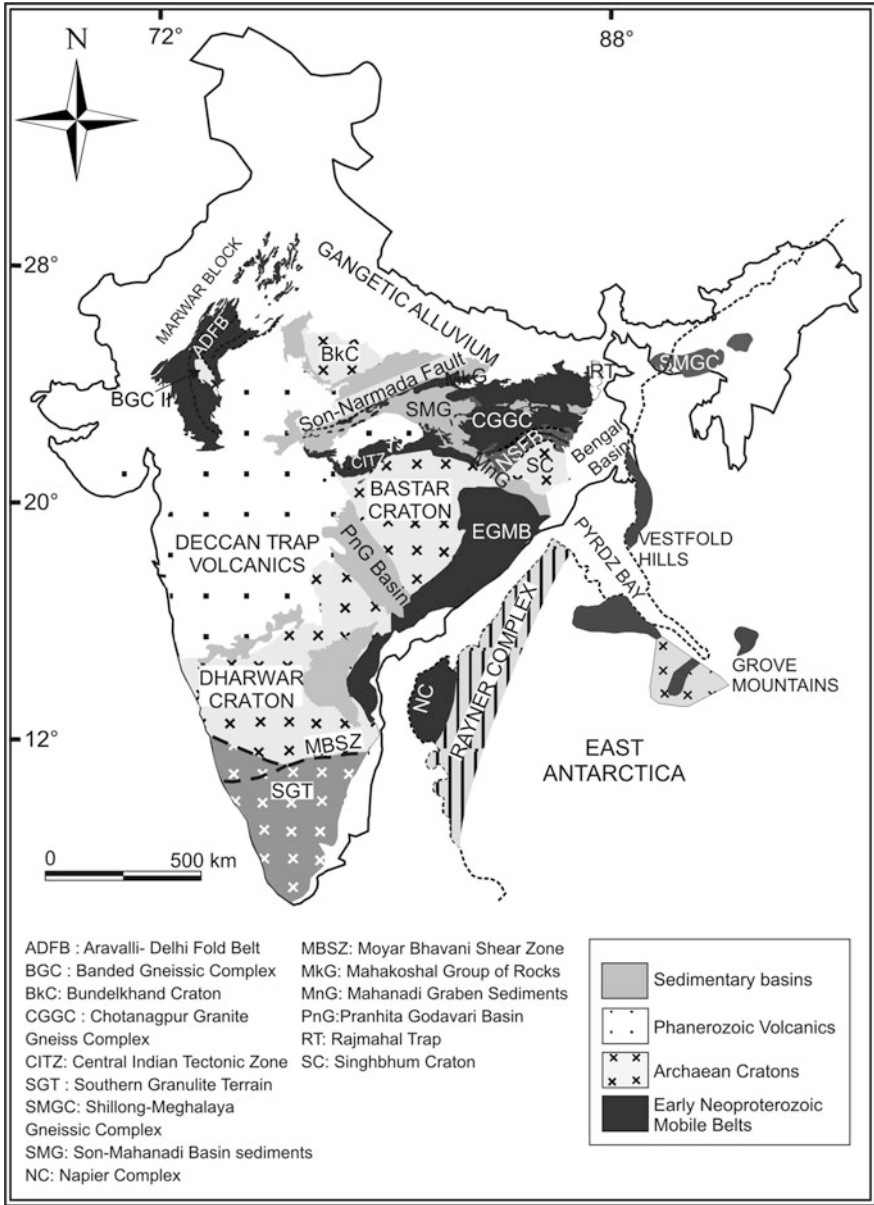 72°
88°
N
28°
MARWAR BLOCK
GANGETIC ALLUVIUM
ADFB
BkC
BGC II
Son-Narmada Fault
MkG
RT
SMGC
SMG
CGGC
CITZ
NSFB
MnG
SC
Bengal
Basin
20°
BASTAR
CRATON
EGMB
DECCAN TRAP
VOLCANICS
PnG Basin
PYRDZ BAY
VESTFOLD
HILLS
RAYNER COMPLEX
GROVE
MOUNTAINS
DHARWAR
CRATON
NC
12°
MBSZ
EAST
ANTARCTICA
SGT
0
500 km
ADFB : Aravalli- Delhi Fold Belt
BGC : Banded Gneissic Complex
BkC: Bundelkhand Craton
CGGC : Chotanagpur Granite
Gneiss Complex
CITZ: Central Indian Tectonic Zone
SGT : Southern Granulite Terrain
SMGC: Shillong-Meghalaya
Gneissic Complex
SMG: Son-Mahanadi Basin sediments
NC: Napier Complex
MBSZ: Moyar Bhavani Shear Zone
MkG: Mahakoshal Group of Rocks
MnG: Mahanadi Graben Sediments
PnG:Pranhita Godavari Basin
RT: Rajmahal Trap
SC: Singhbhum Craton
Sedimentary basins
Phanerozoic Volcanics
Archaean Cratons
Early Neoproterozoic
Mobile Belts